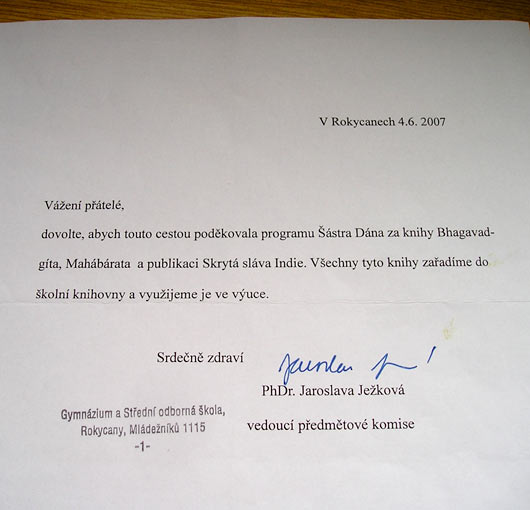 V Rokycanech 4.6. 2007
Vážení přátelé,
dovolte, abych touto cestou poděkovala programu Šástra Dána za knihy Bhagavad-
gíta, Mahábárata a publikaci Skrytá sláva Indie. Všechny tyto knihy zařadíme do
školní knihovny a využijeme je ve výuce.
Srdečně zdraví
PhDr. Jaroslava Ježková
vedoucí předmětové komise
Gymnázium a Střední odborná škola,
Rokycany, Mládežníků 1115
-1-